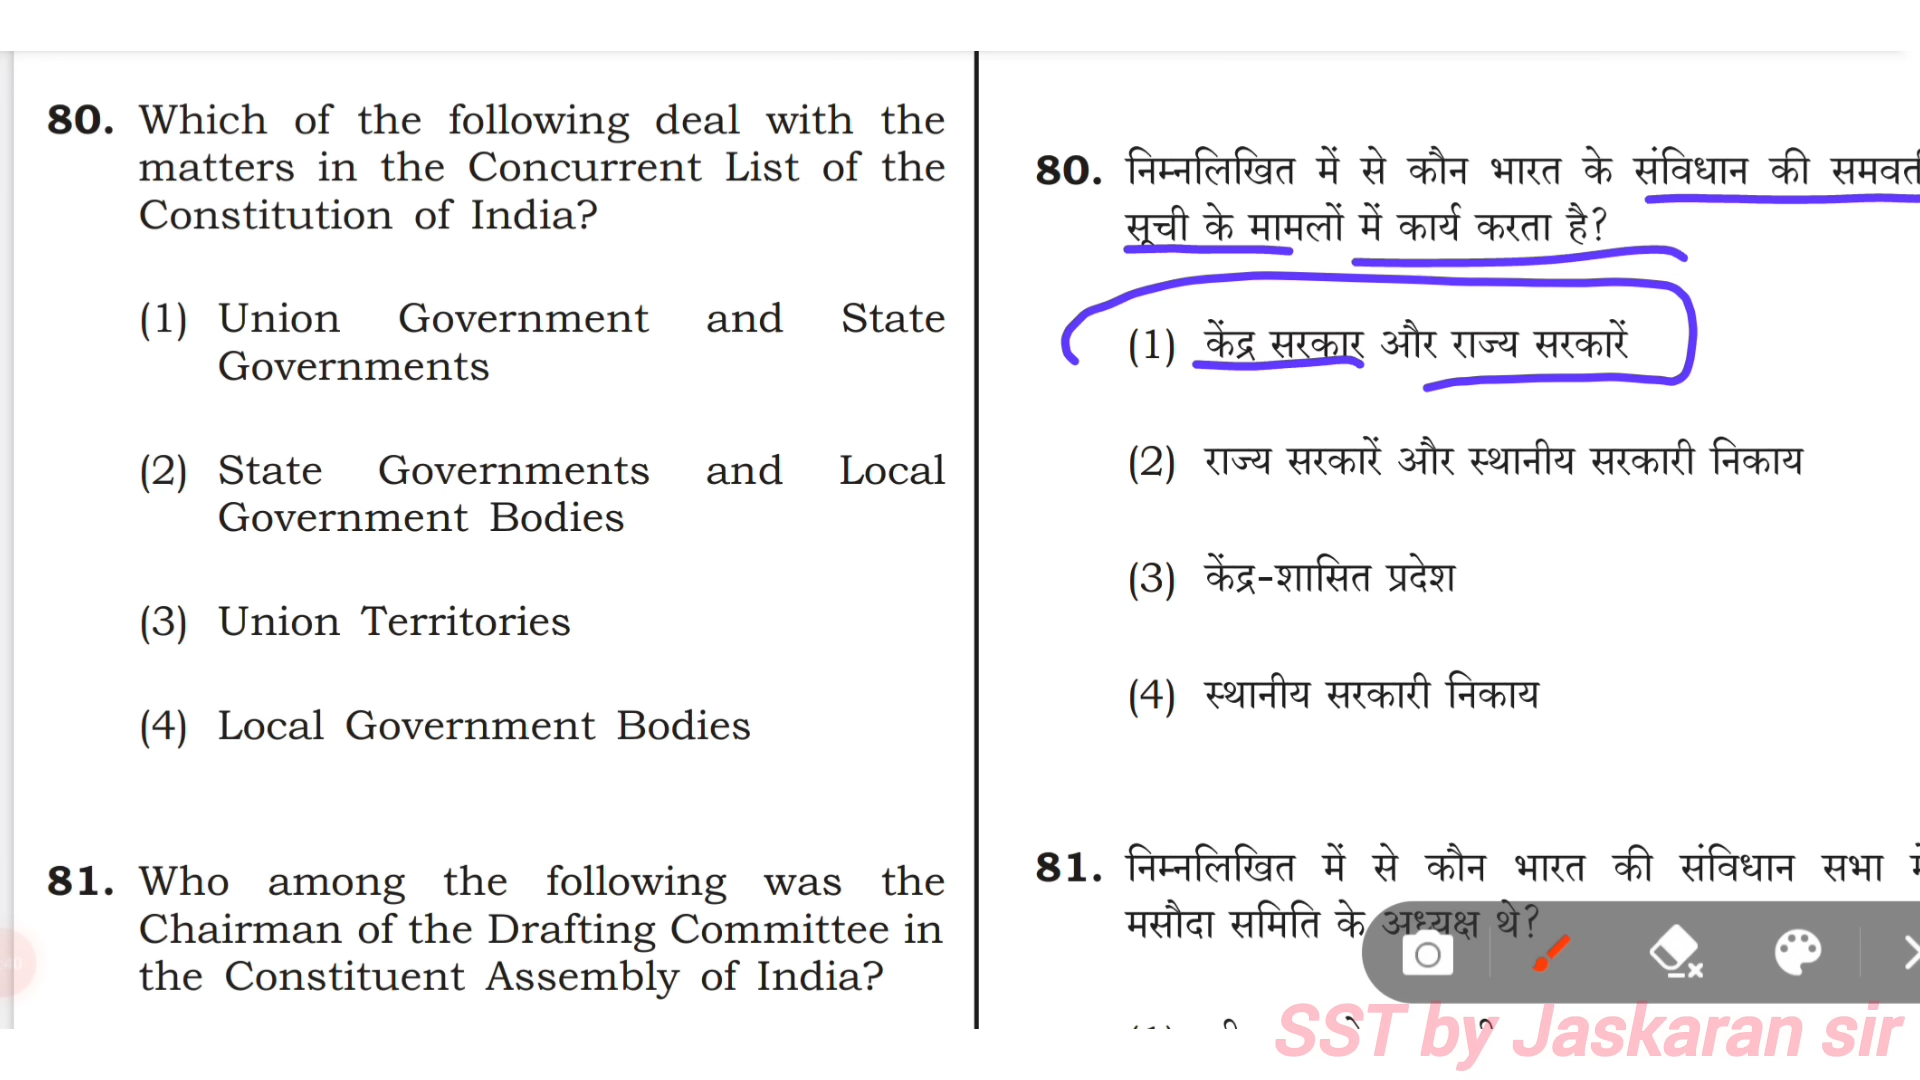 80. Which of the following deal with the
matters in the Concurrent List of the
Constitution of India?
(1) Union Government and State
Governments
(2) State Governments and Local
Government Bodies
(3) Union Territories
(4) Local Government Bodies
81. Who among the following was the
Chairman of the Drafting Committee in
the Constituent Assembly of India?
80. निम्नलिखित में से कौन भारत के संविधान की
सूची के मामलों में कार्य करता है?
(1) केंद्र सरकार और राज्य सरकारें
(2) राज्य सरकारें और स्थानीय सरकारी निकाय
(3) केंद्र-शासित प्रदेश
(4) स्थानीय सरकारी निकाय
81. निम्नलिखित में से कौन भारत की संविधान सभा
मसौदा समिति के अध्यक्ष थे?
SST by Jaskaran sir